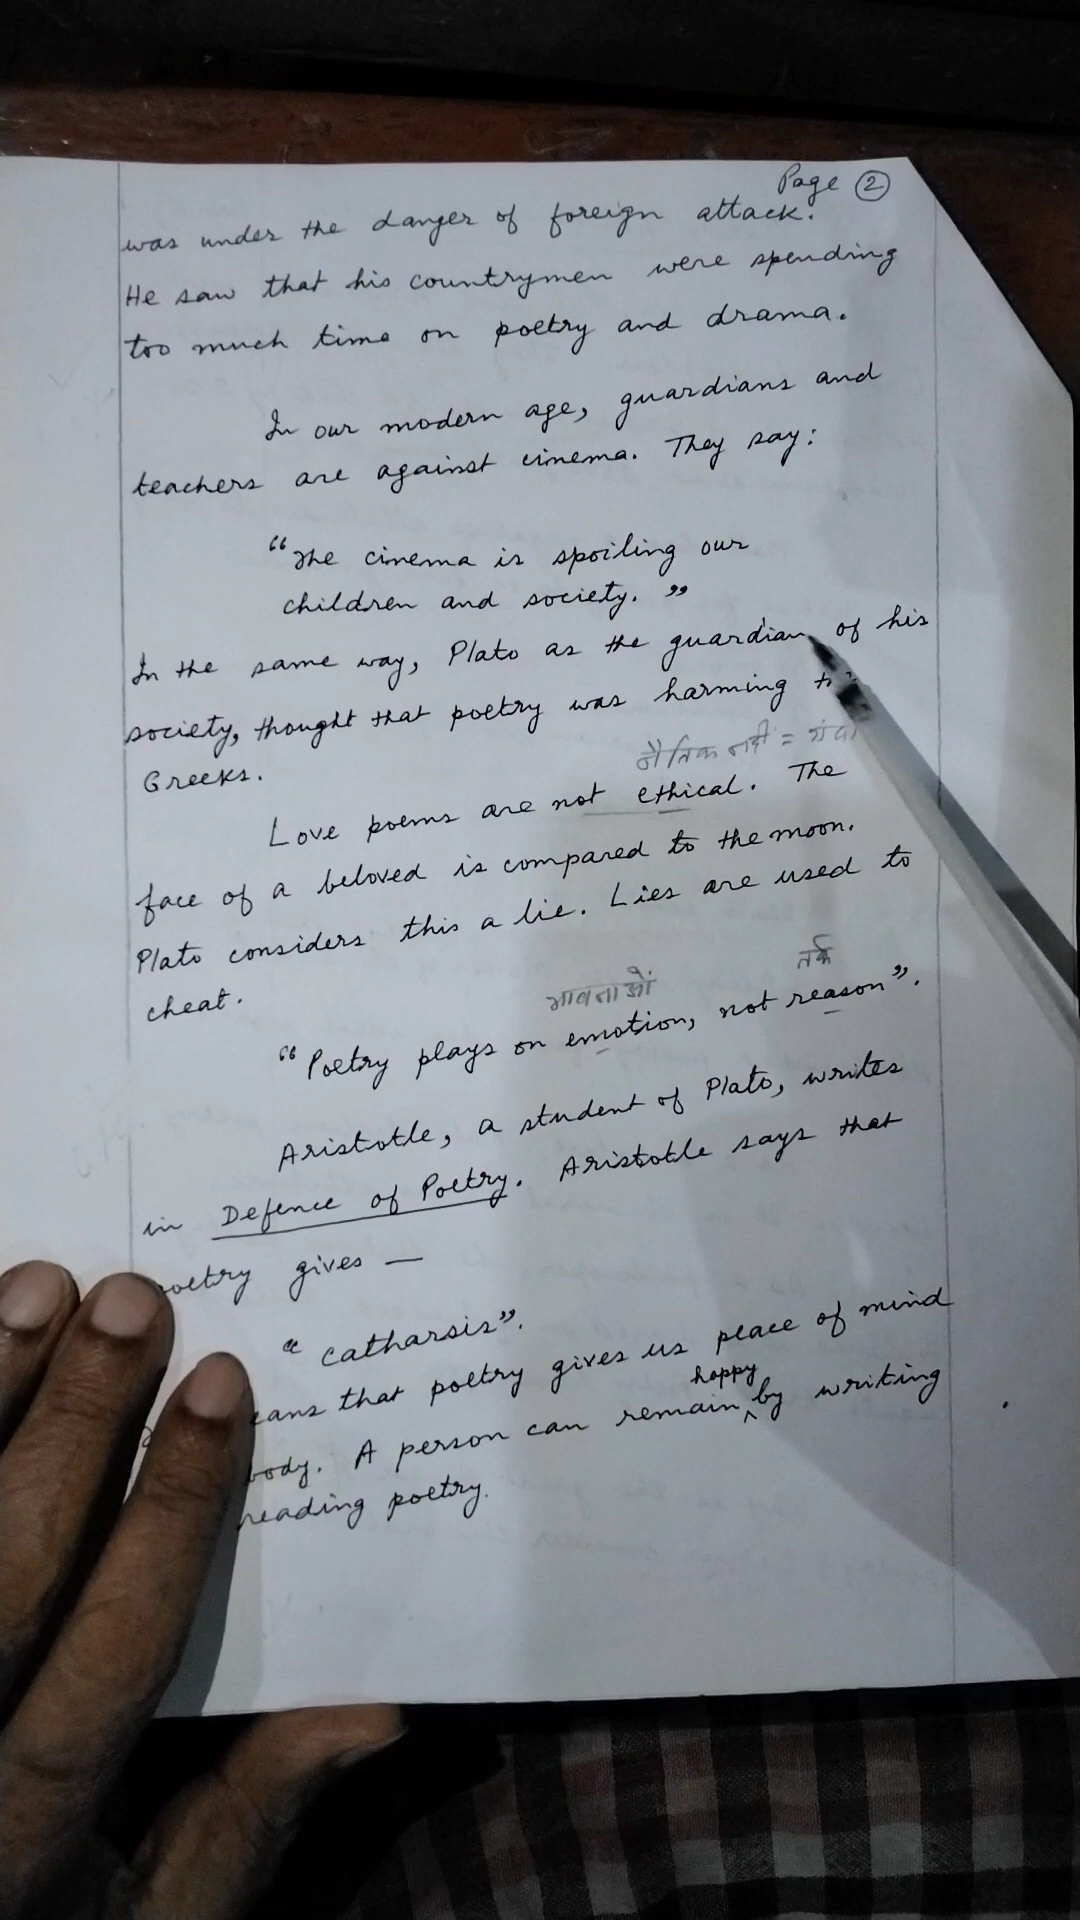 Page 2
was under the danger of foreign attack.
He saw that his countrymen were spending
too much time on poetry and drama.
In our modern age, guardians and
teachers are against cinema. They say:
"The cinema is spoiling our
children and society."
In the same way, Plato as the guardian of his
society, thought that poetry was harming
Greeks.
नैतिक नहीं =
Love poems are not ethical. The
face of a beloved is compared to the moon.
Plato considers this a lie. Lies are used to
cheat.
भावनाओं तर्क
"Poetry plays on emotion, not reason".
Aristotle, a student of Plato, writes
in Defence of Poetry. Aristotle says that
poetry gives —
"catharsis".
that poetry gives us peace of mind
happy
body. A person can remain by writing
reading poetry.